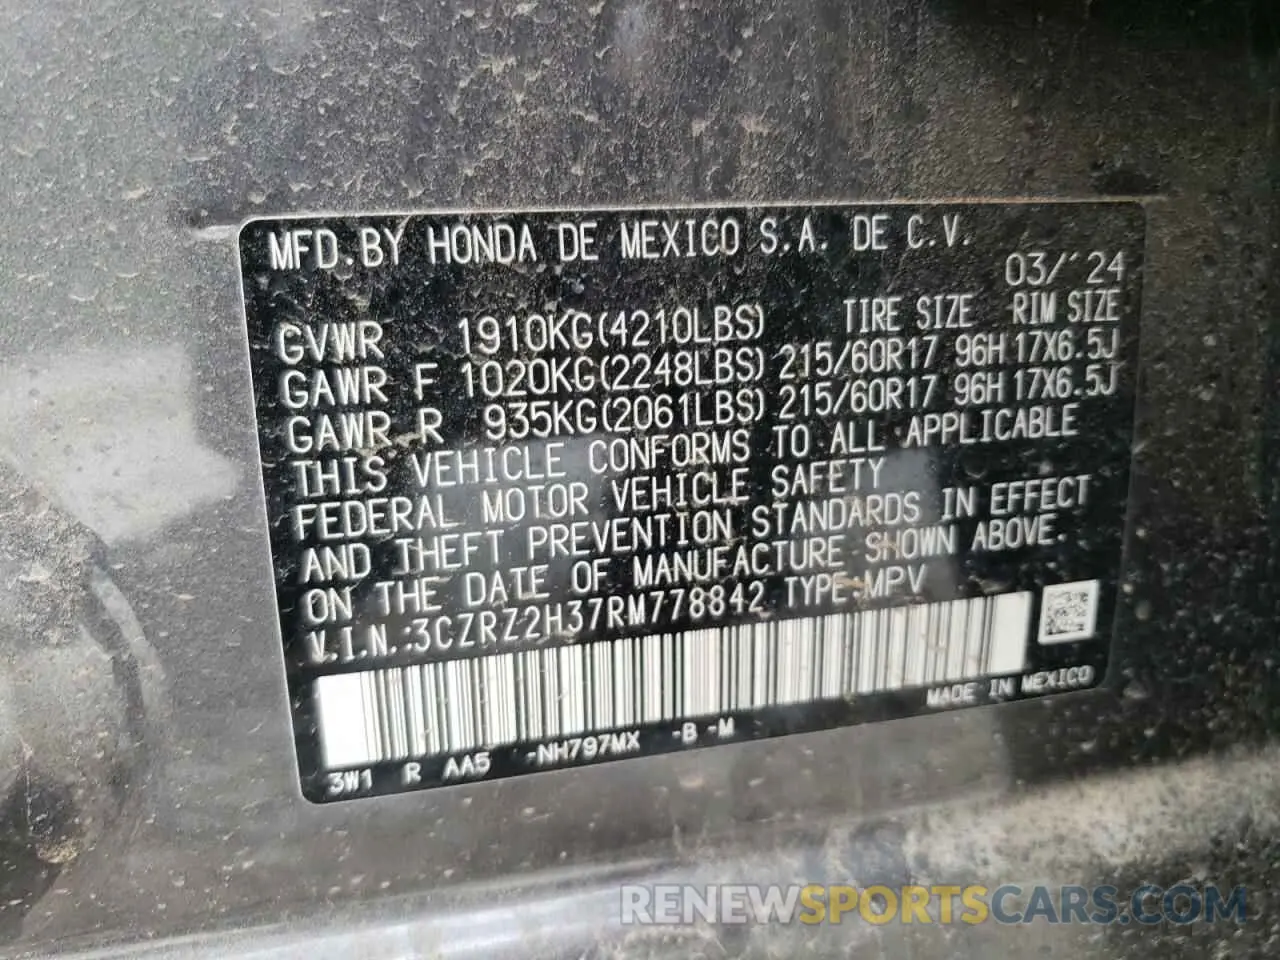 MFD. BY HONDA DE MEXICO S.A. DE C.V.
03/'24
TIRE SIZE RIM SIZE
GVWR 1910KG(4210LBS)
GAWR F 1020KG(2248LBS) 215/60R17 96H 17X6.5J
GAWR R 935KG(2061LBS) 215/60R17 96H 17X6.5J
THIS VEHICLE CONFORMS TO ALL APPLICABLE
FEDERAL MOTOR VEHICLE SAFETY
AND THEFT PREVENTION STANDARDS IN EFFECT
ON THE DATE OF MANUFACTURE SHOWN ABOVE.
V.I.N.:3CZRZ2H37RM778842 TYPE:MPV
MADE IN MEXICO
3W1 R AA5 -NH797MX -B -M
RENEWSPORTSCARS.COM